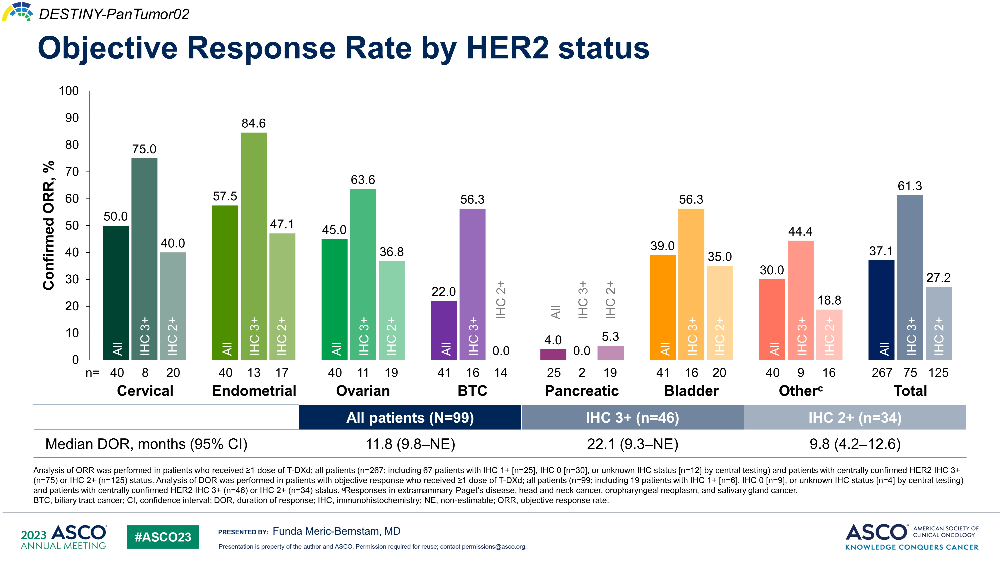 DESTINY-PanTumor02
Objective Response Rate by HER2 status
Confirmed ORR, %
100
90
80
70
60
50
40
30
20
10
0
50.0
75.0
40.0
All
IHC 3+
IHC 2+
57.5
84.6
47.1
All
IHC 3+
IHC 2+
45.0
63.6
36.8
All
IHC 3+
IHC 2+
22.0
56.3
0.0
All
IHC 3+
IHC 2+
4.0
0.0
5.3
All
IHC 3+
IHC 2+
39.0
56.3
35.0
All
IHC 3+
IHC 2+
30.0
44.4
18.8
All
IHC 3+
IHC 2+
37.1
61.3
27.2
All
IHC 3+
IHC 2+
n= 40 8 20 40 13 17 40 11 19 41 16 14 25 2 19 41 16 20 40 9 16 267 75 125
Cervical Endometrial Ovarian BTC Pancreatic Bladder Otherᶜ Total
All patients (N=99) IHC 3+ (n=46) IHC 2+ (n=34)
Median DOR, months (95% CI) 11.8 (9.8–NE) 22.1 (9.3–NE) 9.8 (4.2–12.6)
Analysis of ORR was performed in patients who received ≥1 dose of T-DXd; all patients (n=267; including 67 patients with IHC 1+ [n=25], IHC 0 [n=30], or unknown IHC status [n=12] by central testing) and patients with centrally confirmed HER2 IHC 3+
(n=75) or IHC 2+ (n=125) status. Analysis of DOR was performed in patients with objective response who received ≥1 dose of T-DXd; all patients (n=99; including 19 patients with IHC 1+ [n=6], IHC 0 [n=9], or unknown IHC status [n=4] by central testing)
and patients with centrally confirmed HER2 IHC 3+ (n=46) or IHC 2+ (n=34) status. ᵃResponses in extramammary Paget’s disease, head and neck cancer, oropharyngeal neoplasm, and salivary gland cancer.
BTC, biliary tract cancer; CI, confidence interval; DOR, duration of response; IHC, immunohistochemistry; NE, non-estimable; ORR, objective response rate.
2023 ASCO®
ANNUAL MEETING
#ASCO23
PRESENTED BY: Funda Meric-Bernstam, MD
Presentation is property of the author and ASCO. Permission required for reuse; contact permissions@asco.org.
ASCO® AMERICAN SOCIETY OF
CLINICAL ONCOLOGY
KNOWLEDGE CONQUERS CANCER